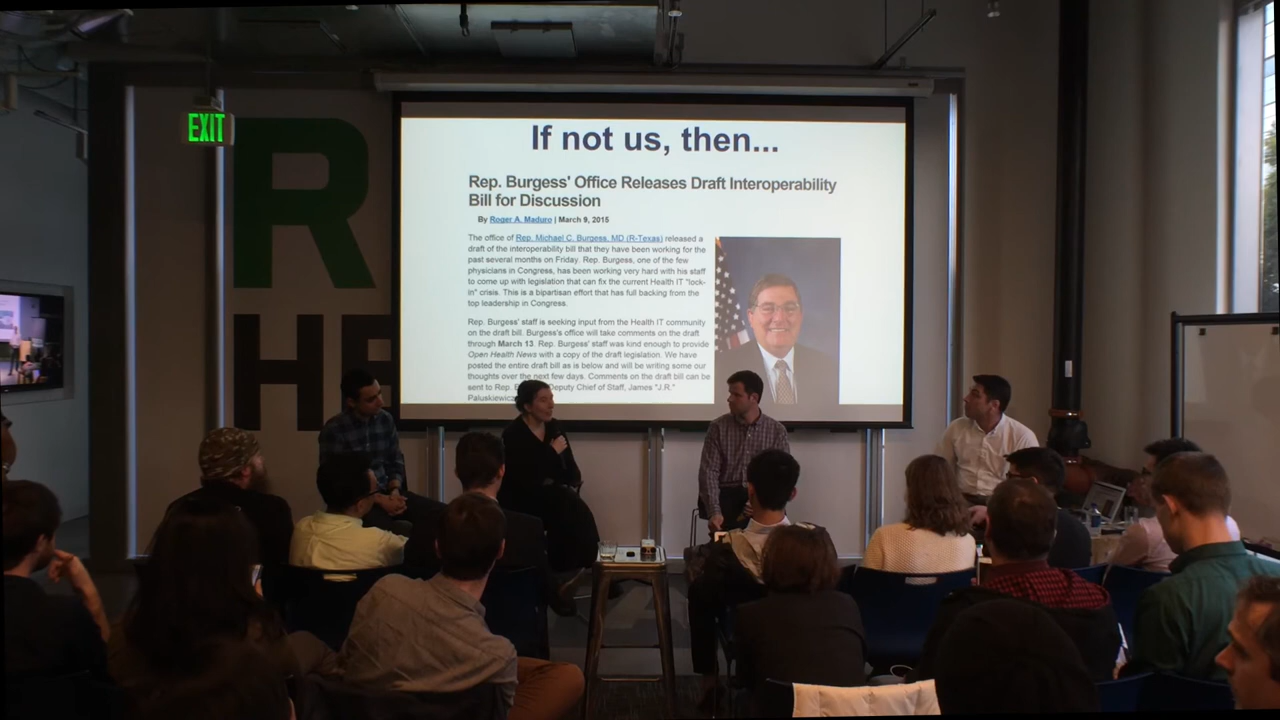 EXIT
R
HE
If not us, then...
Rep. Burgess' Office Releases Draft Interoperability
Bill for Discussion
By Roger A. Maduro | March 9, 2015
The office of Rep. Michael C. Burgess, MD (R-Texas) released a
draft of the interoperability bill that they have been working for the
past several months on Friday. Rep. Burgess, one of the few
physicians in Congress, has been working very hard with his staff
to come up with legislation that can fix the current Health IT "lock-
in" crisis. This is a bipartisan effort that has full backing from the
top leadership in Congress.
Rep. Burgess' staff is seeking input from the Health IT community
on the draft bill. Burgess's office will take comments on the draft
through March 13. Rep. Burgess' staff was kind enough to provide
Open Health News with a copy of the draft legislation. We have
posted the entire draft bill as is below and will be writing some our
thoughts over the next few days. Comments on the draft bill can be
sent to Rep. Deputy Chief of Staff, James "J.R."
Paluskiewicz